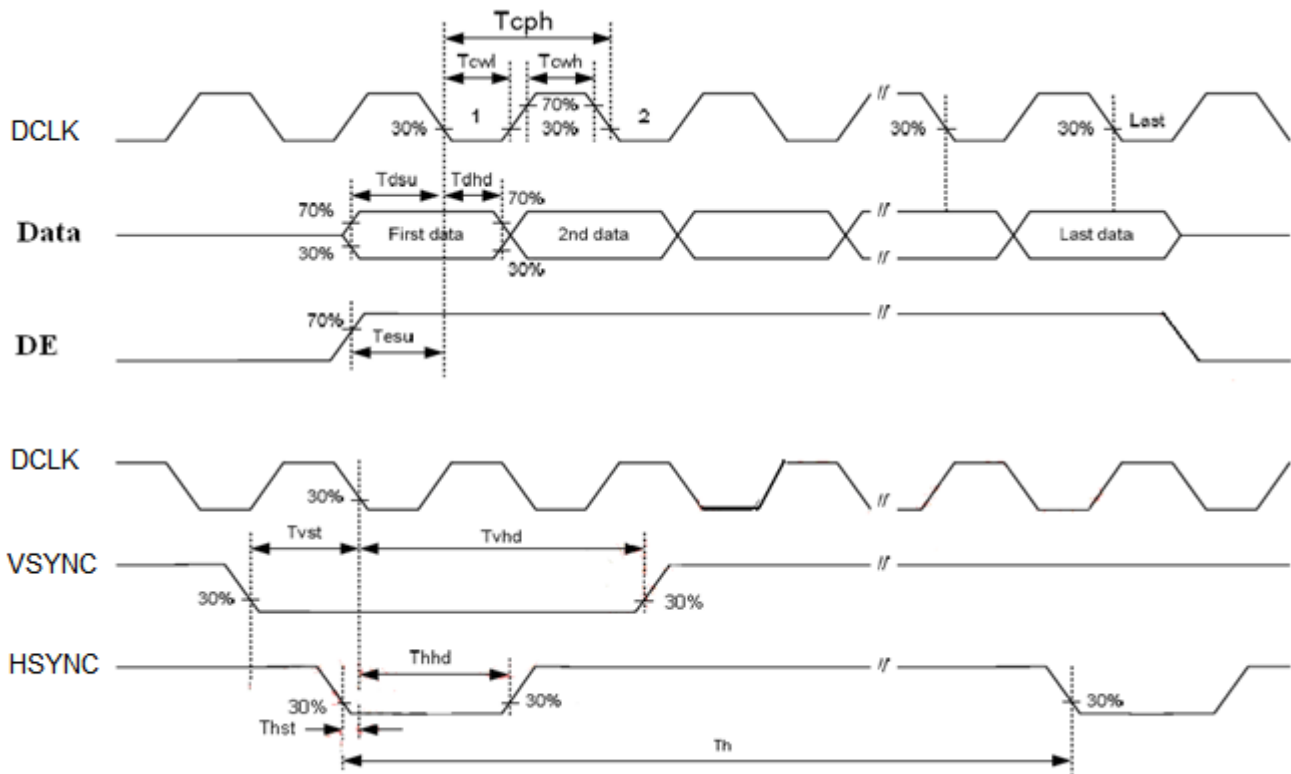 Tcph
Tcwl Tcwh
DCLK 30% 1 70% 30% 2 30% 30% Last
Tdsu Tdhd
70% 70%
Data First data 2nd data Last data
30% 30%
70%
DE Tesu
DCLK
30%
Tvst Tvhd
VSYNC
30% 30%
HSYNC Thhd
30% 30% 30%
Thst
Th